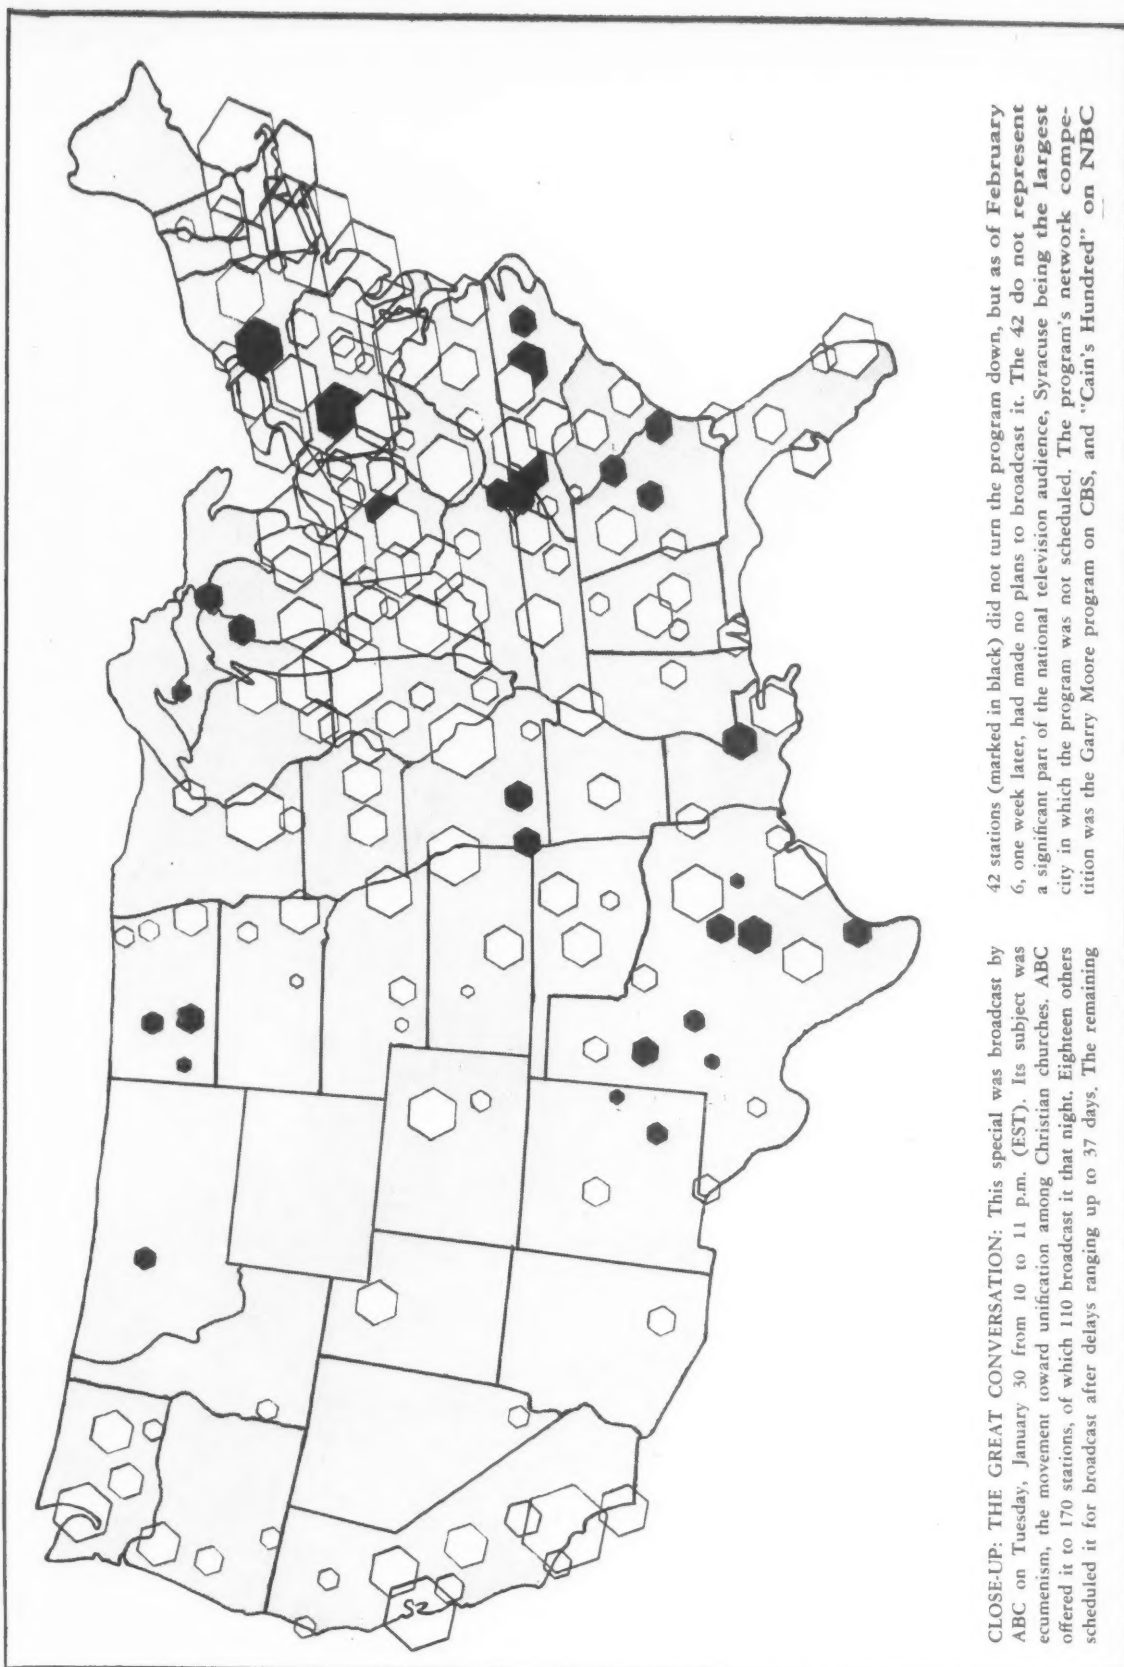 CLOSE-UP: THE GREAT CONVERSATION: This special was broadcast by
ABC on Tuesday, January 30 from 10 to 11 p.m. (EST). Its subject was
ecumenism, the movement toward unification among Christian churches. ABC
offered it to 170 stations, of which 110 broadcast it that night. Eighteen others
scheduled it for broadcast after delays ranging up to 37 days. The remaining
42 stations (marked in black) did not turn the program down, but as of February
6, one week later, had made no plans to broadcast it. The 42 do not represent
a significant part of the national television audience, Syracuse being the largest
city in which the program was not scheduled. The program's network compe-
tition was the Garry Moore program on CBS, and "Cain's Hundred" on NBC